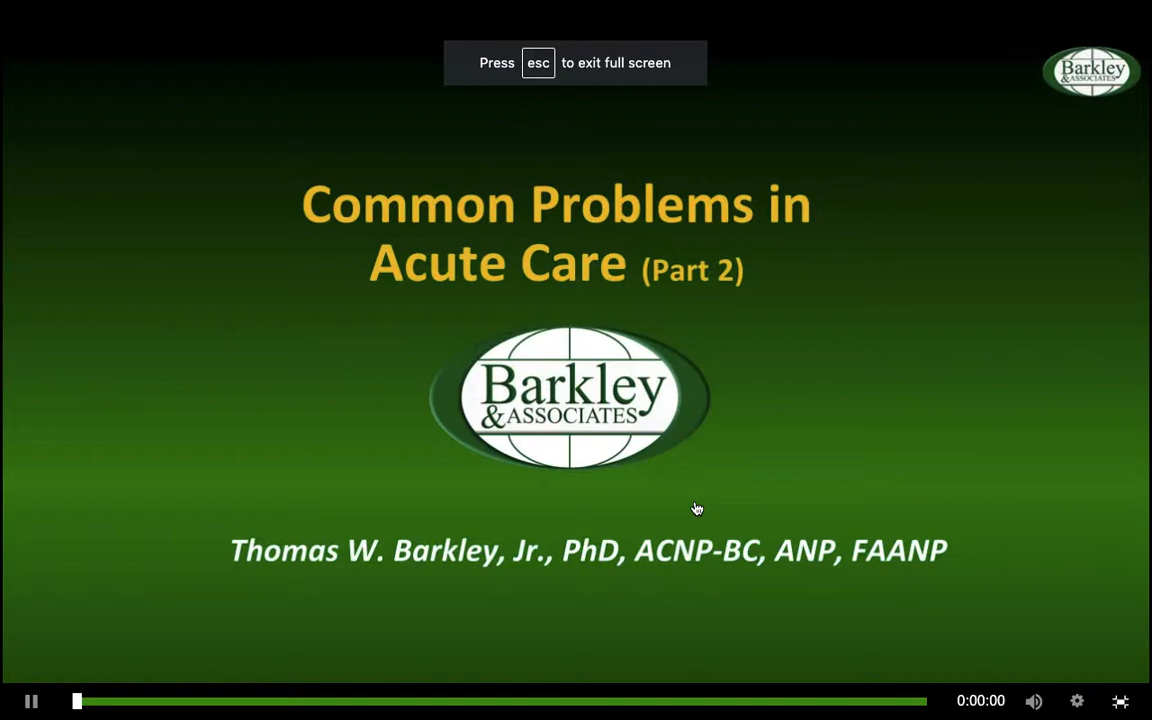 Press esc to exit full screen
Barkley
& ASSOCIATES
Common Problems in
Acute Care (Part 2)
Barkley
& ASSOCIATES
Thomas W. Barkley, Jr., PhD, ACNP-BC, ANP, FAANP
0:00:00